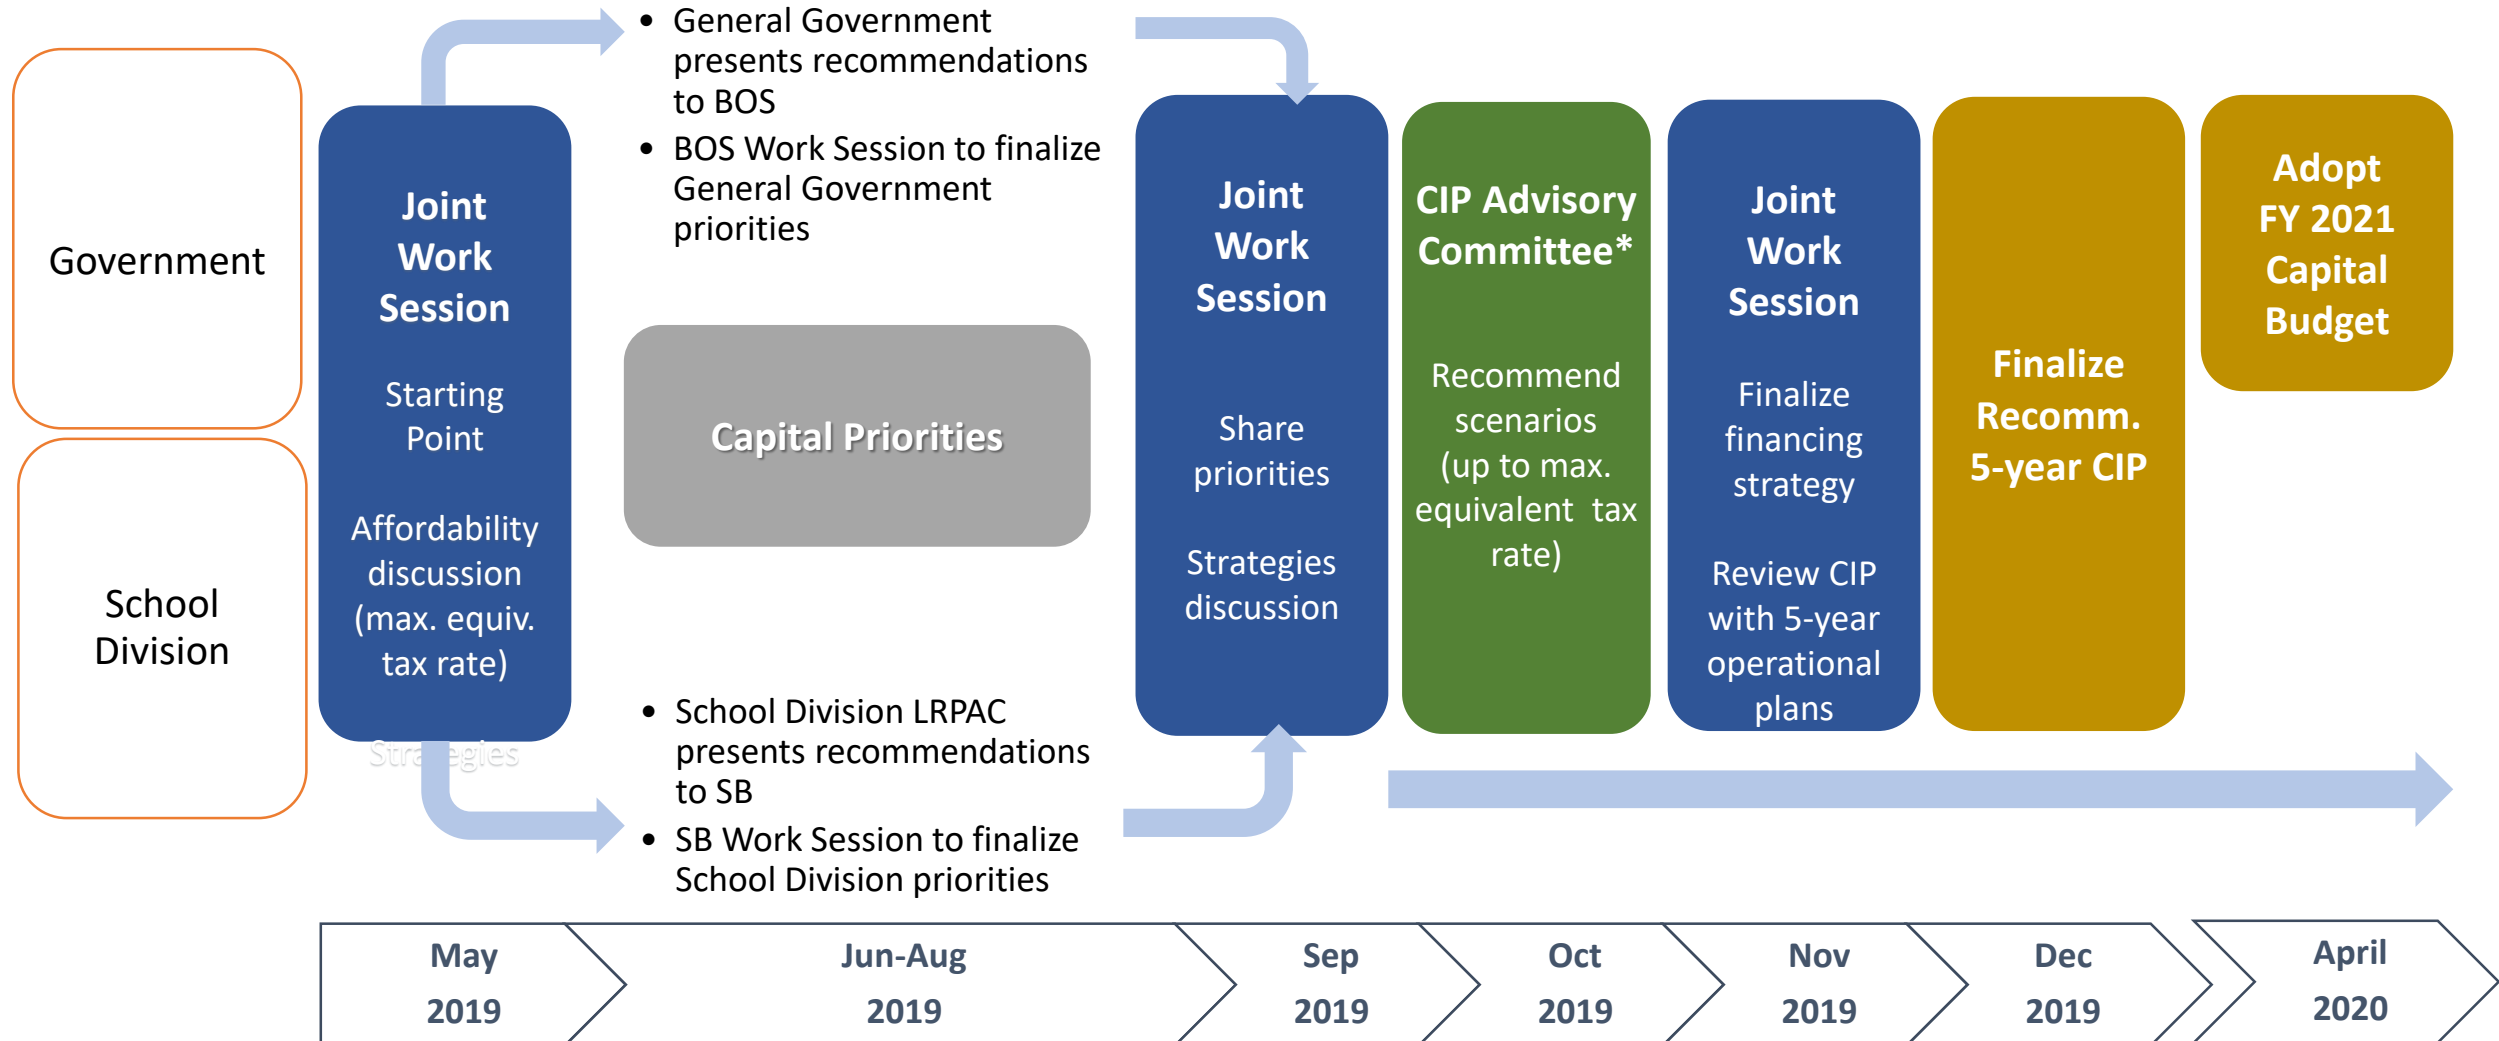 Government
School
Division
Joint
Work
Session
Starting
Point
Affordability
discussion
(max. equiv.
tax rate)
Strategies
• General Government
presents recommendations
to BOS
• BOS Work Session to finalize
General Government
priorities
Capital Priorities
• School Division LRPAC
presents recommendations
to SB
• SB Work Session to finalize
School Division priorities
Joint
Work
Session
Share
priorities
Strategies
discussion
CIP Advisory
Committee*
Recommend
scenarios
(up to max.
equivalent tax
rate)
Joint
Work
Session
Finalize
financing
strategy
Review CIP
with 5-year
operational
plans
Finalize
Recomm.
5-year CIP
Adopt
FY 2021
Capital
Budget
May
2019
Jun-Aug
2019
Sep
2019
Oct
2019
Nov
2019
Dec
2019
April
2020